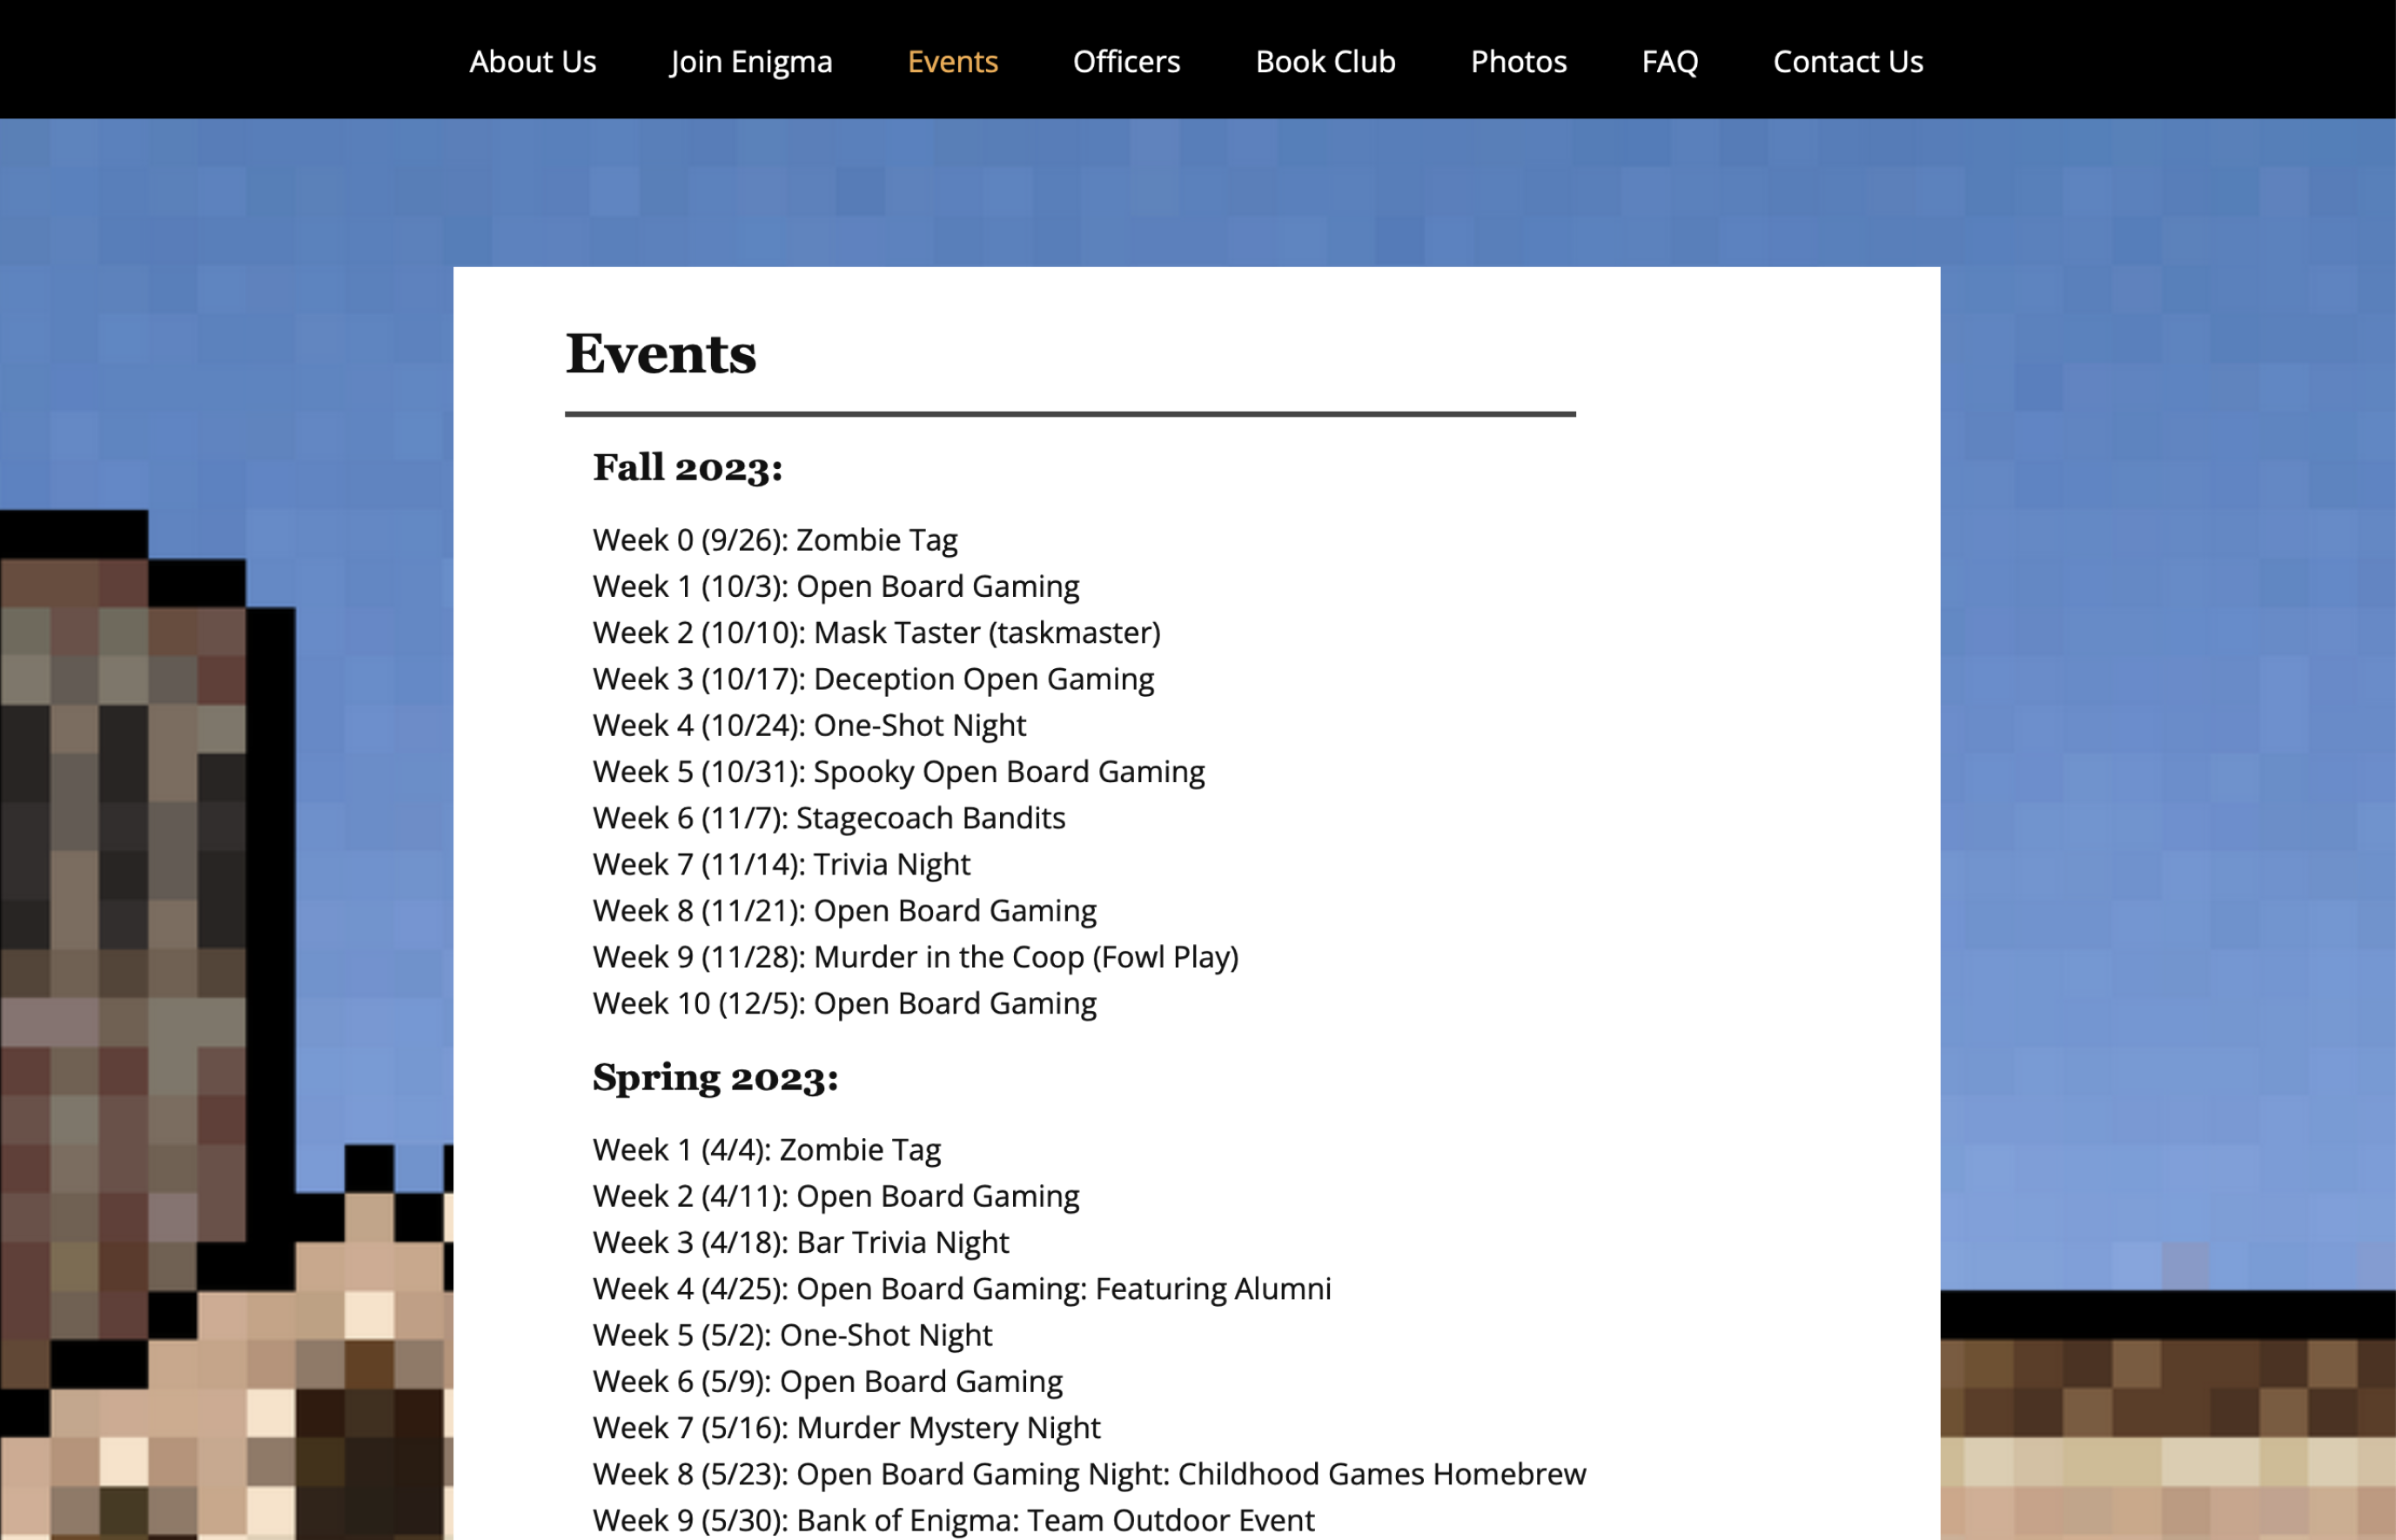 About Us Join Enigma Events Officers Book Club Photos FAQ Contact Us
Events
Fall 2023:
Week 0 (9/26): Zombie Tag
Week 1 (10/3): Open Board Gaming
Week 2 (10/10): Mask Taster (taskmaster)
Week 3 (10/17): Deception Open Gaming
Week 4 (10/24): One-Shot Night
Week 5 (10/31): Spooky Open Board Gaming
Week 6 (11/7): Stagecoach Bandits
Week 7 (11/14): Trivia Night
Week 8 (11/21): Open Board Gaming
Week 9 (11/28): Murder in the Coop (Fowl Play)
Week 10 (12/5): Open Board Gaming
Spring 2023:
Week 1 (4/4): Zombie Tag
Week 2 (4/11): Open Board Gaming
Week 3 (4/18): Bar Trivia Night
Week 4 (4/25): Open Board Gaming: Featuring Alumni
Week 5 (5/2): One-Shot Night
Week 6 (5/9): Open Board Gaming
Week 7 (5/16): Murder Mystery Night
Week 8 (5/23): Open Board Gaming Night: Childhood Games Homebrew
Week 9 (5/30): Bank of Enigma: Team Outdoor Event